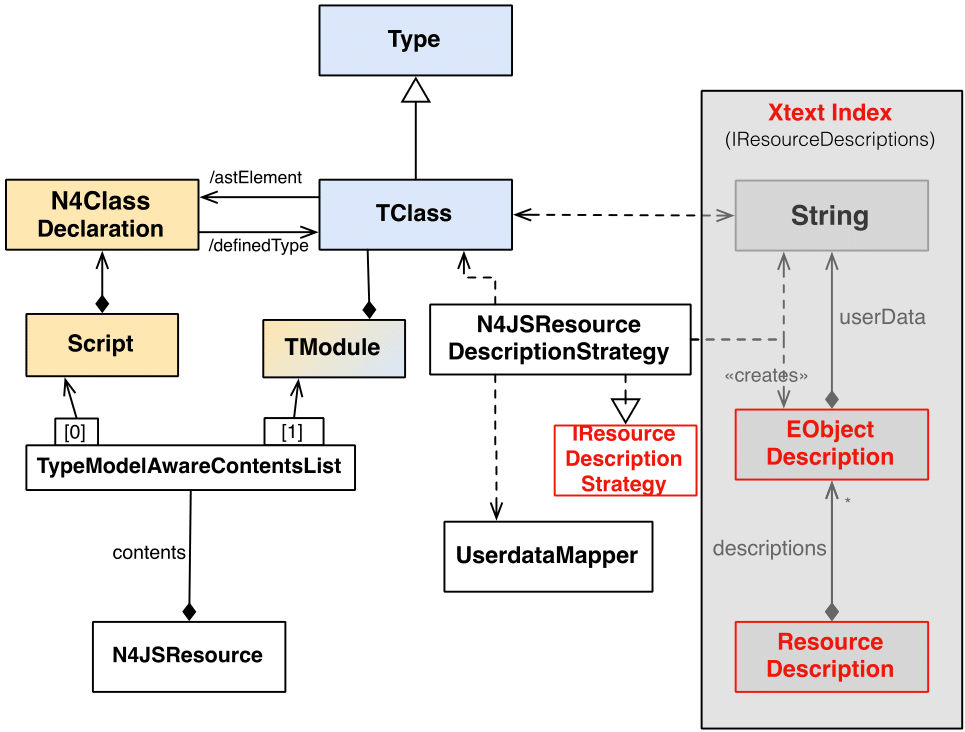 Type
Xtext Index
(IResourceDescriptions)
/astElement
N4Class
Declaration
TClass
String
/definedType
N4JSResource
DescriptionStrategy
userData
Script
TModule
«creates»
[0]
[1]
TypeModelAwareContentsList
IResource
Description
Strategy
EObject
Description
*
contents
UserdataMapper
descriptions
N4JSResource
Resource
Description